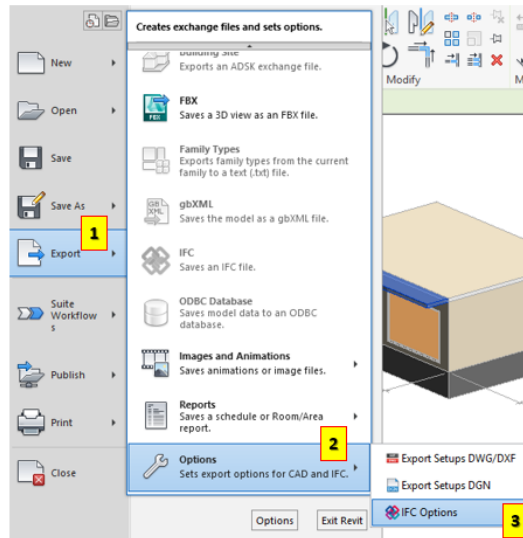 Creates exchange files and sets options.
New
Open
Save
Save As
1
Export
Suite
Workflow
s
Publish
Print
Close
Building Site
Exports an ADSK exchange file.
FBX
FBX
Saves a 3D view as an FBX file.
Family Types
Exports family types from the current
family to a text (.txt) file.
GB
XML
gbXML
Saves the model as a gbXML file.
IFC
Saves an IFC file.
ODBC Database
Saves model data to an ODBC
database.
Images and Animations
Saves animations or image files.
Reports
Saves a schedule or Room/Area
report.
2
Options
Sets export options for CAD and IFC.
Options
Exit Revit
Modify
Export Setups DWG/DXF
Export Setups DGN
IFC Options
3